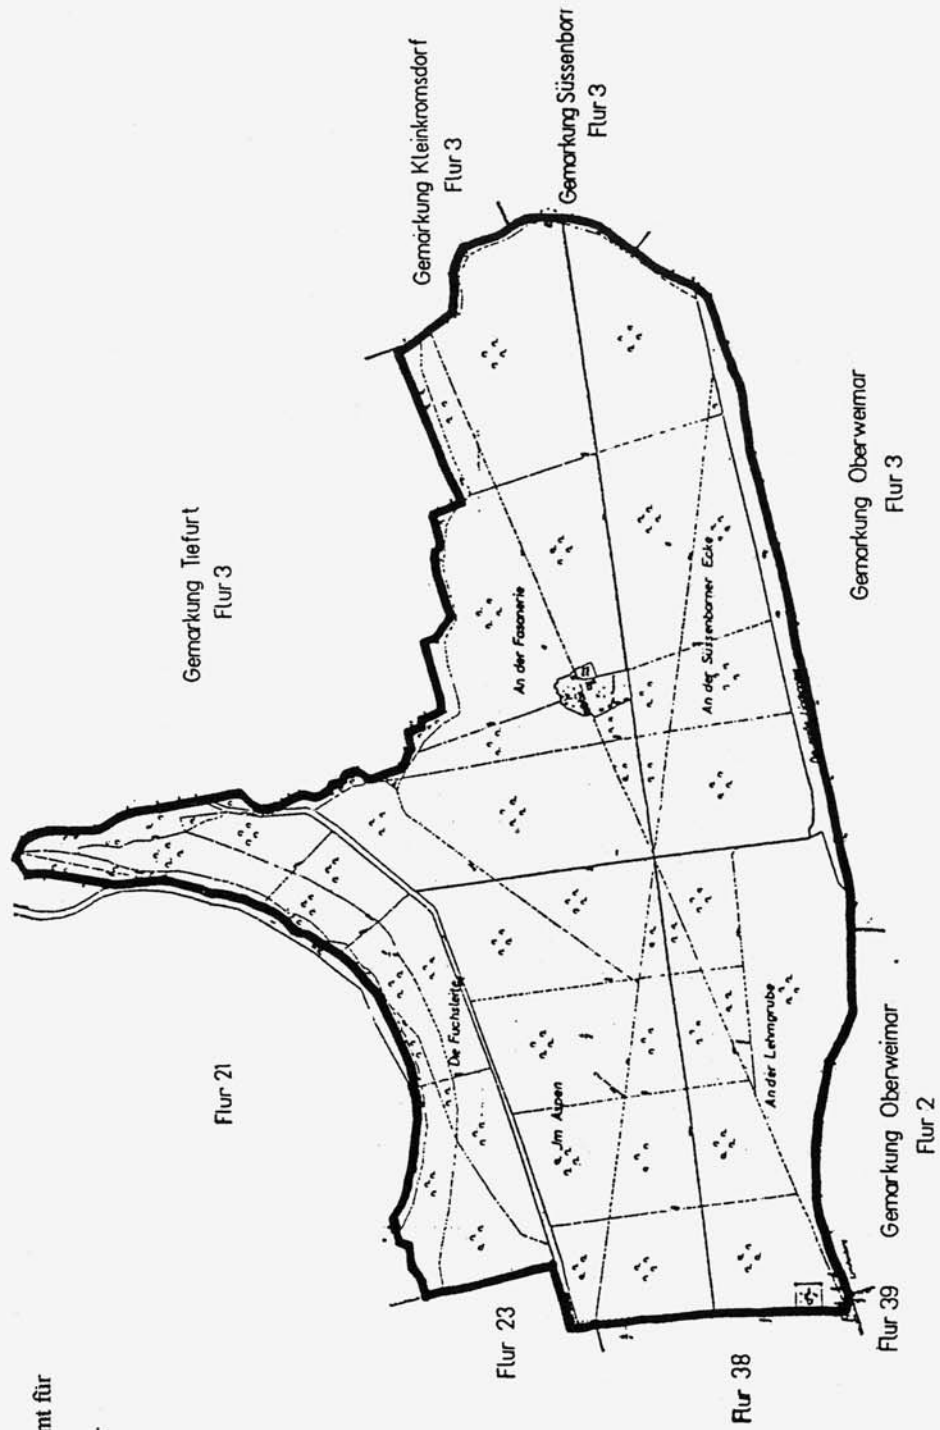 mt für
Gemarkung Kleinkromsdorf
Flur 3
Gemarkung Süssenborn
Flur 3
Gemarkung Tiefurt
Flur 3
An der Fasanerie
An der Süssenborner Ecke
Gemarkung Oberweimar
Flur 3
Flur 21
Die Fuchsleite
Im Aspen
An der Lehmgrube
Gemarkung Oberweimar
Flur 2
Flur 23
Flur 38
Flur 39